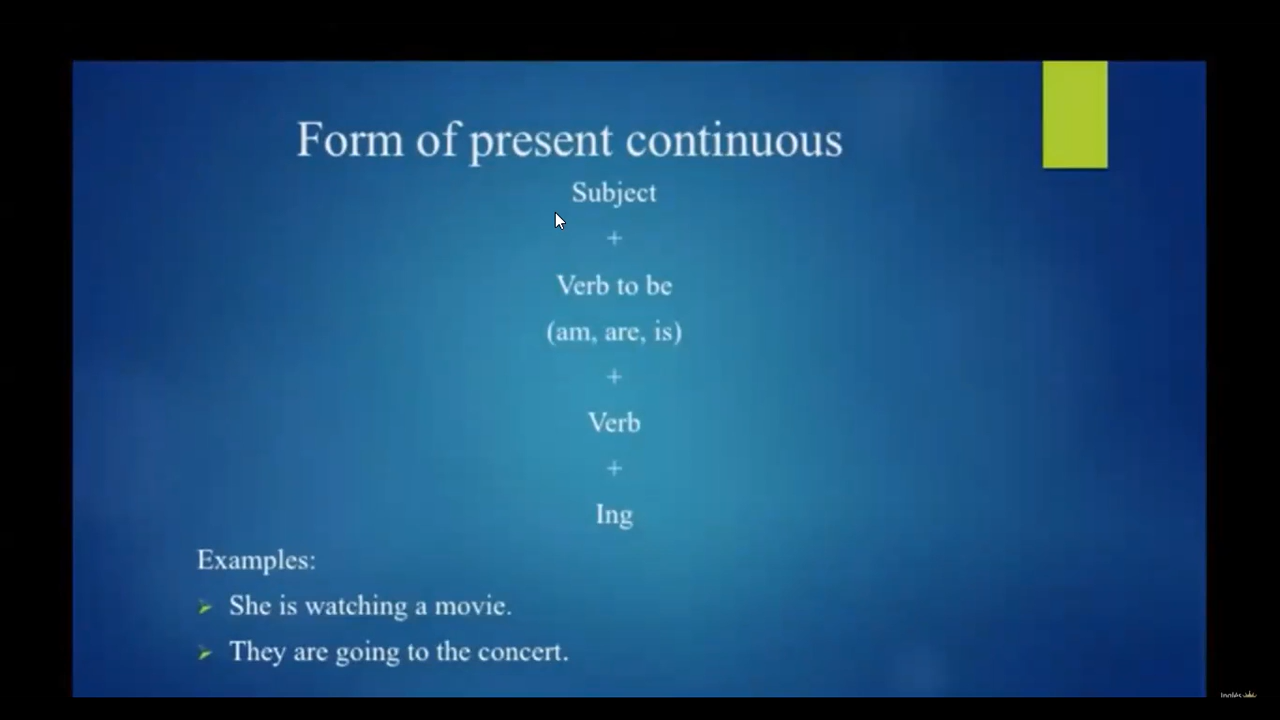 Form of present continuous
Subject
+
Verb to be
(am, are, is)
+
Verb
+
Ing
Examples:
She is watching a movie.
They are going to the concert.
Inglés